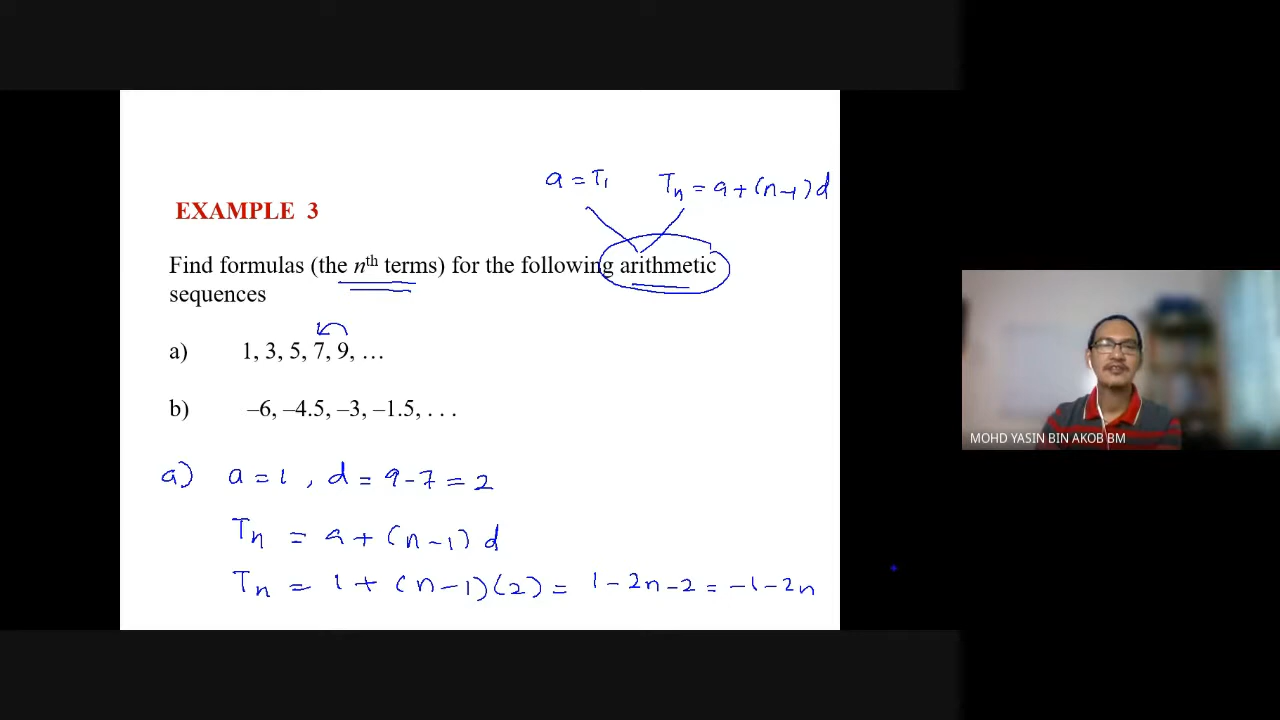 a = T₁ Tₙ = a + (n-1)d
EXAMPLE 3
Find formulas (the nᵗʰ terms) for the following arithmetic
sequences
a) 1, 3, 5, 7, 9, …
b) –6, –4.5, –3, –1.5, . . .
a) a = 1 , d = 9 - 7 = 2
Tₙ = a + (n-1) d
Tₙ = 1 + (n-1)(2) = 1 - 2n - 2 = -1 - 2n
MOHD YASIN BIN AKOB BM